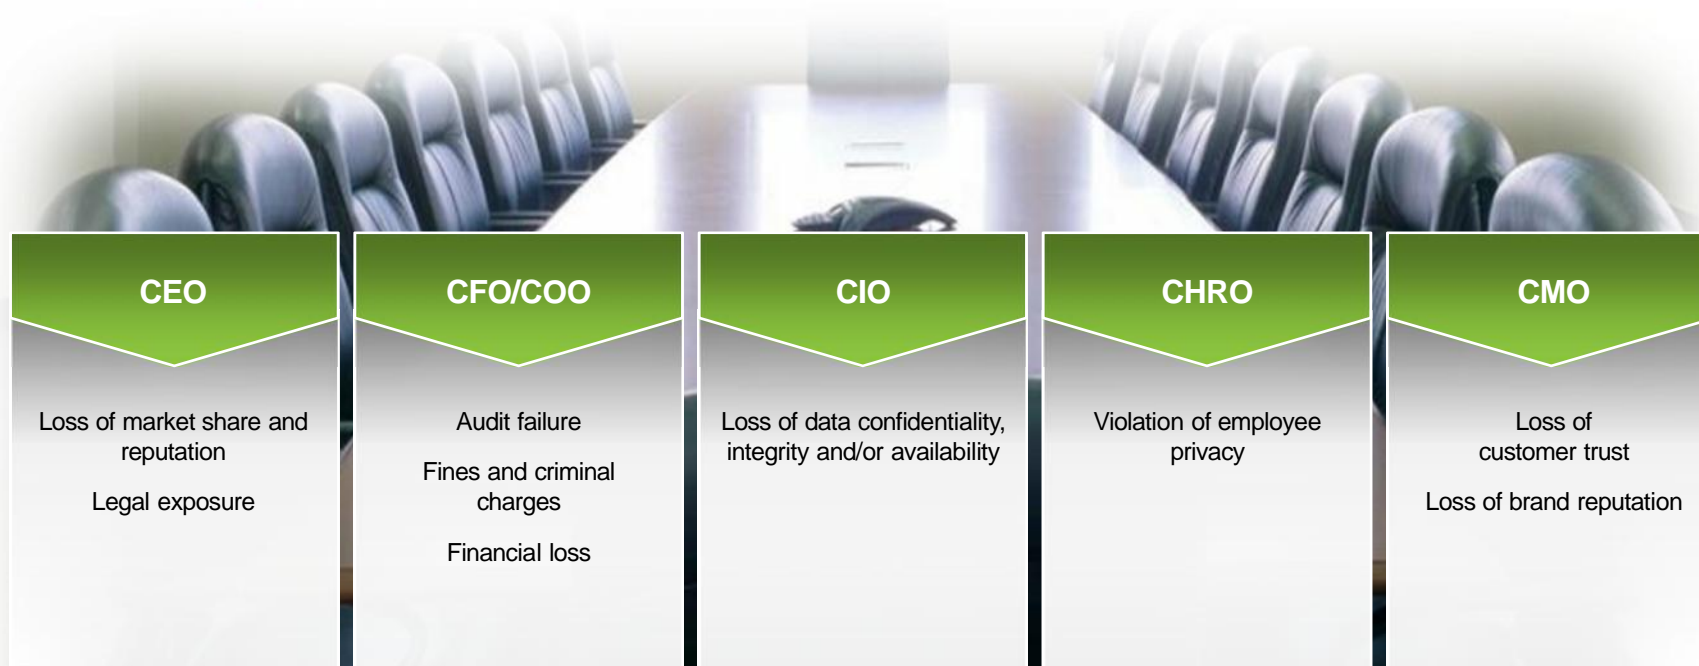 CEO
Loss of market share and
reputation
Legal exposure
CFO/COO
Audit failure
Fines and criminal
charges
Financial loss
CIO
Loss of data confidentiality,
integrity and/or availability
CHRO
Violation of employee
privacy
CMO
Loss of
customer trust
Loss of brand reputation